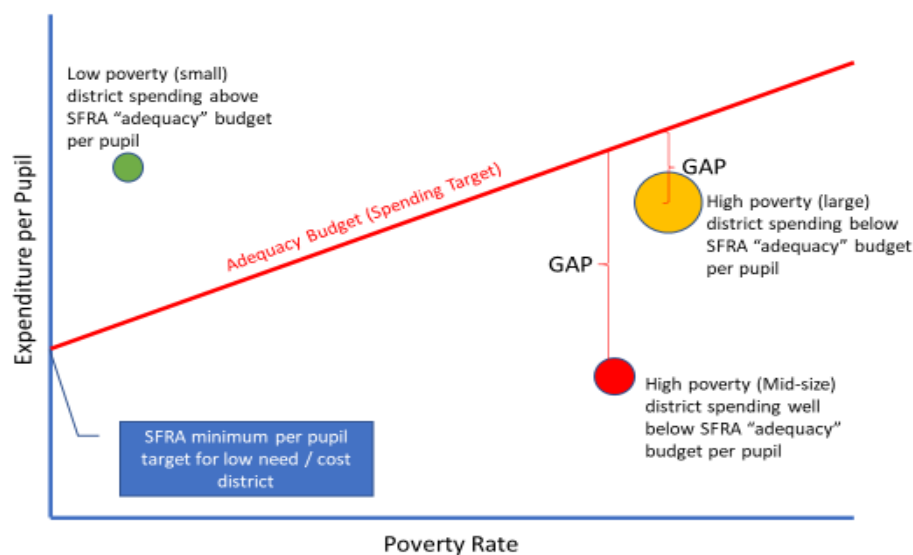 Low poverty (small)
district spending above
SFRA “adequacy” budget
per pupil
Expenditure per Pupil
Adequacy Budget (Spending Target)
GAP
GAP
High poverty (large)
district spending below
SFRA “adequacy” budget
per pupil
High poverty (Mid-size)
district spending well
below SFRA “adequacy”
budget per pupil
SFRA minimum per pupil
target for low need / cost
district
Poverty Rate